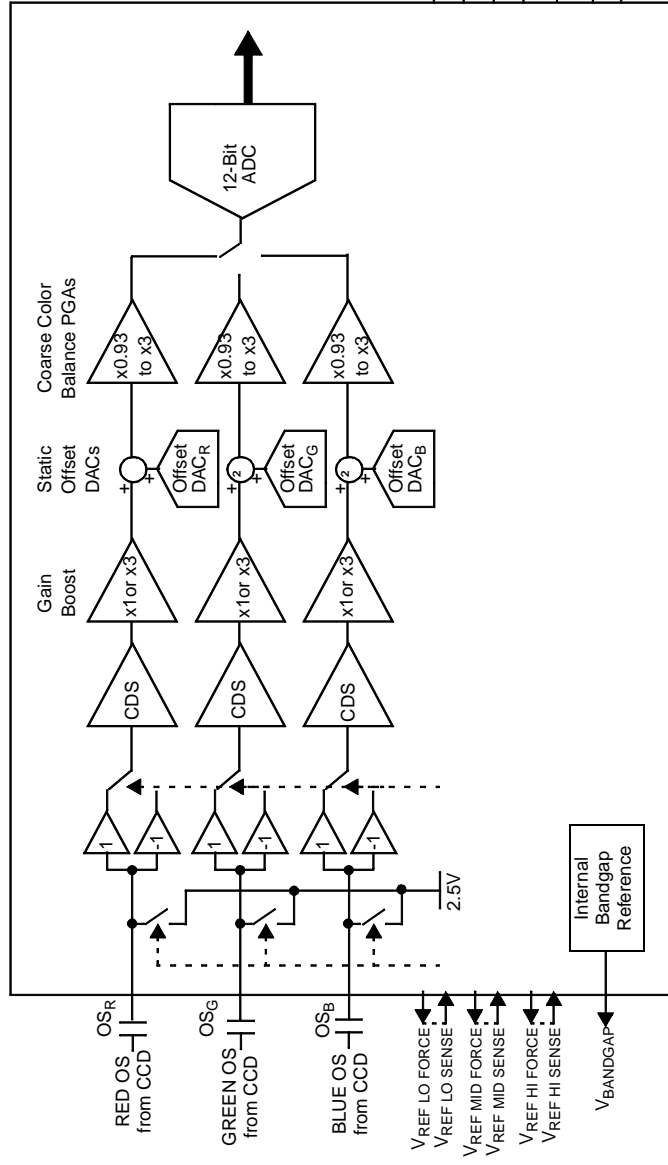 Coarse Color
Balance PGAs
Static
Offset
DACs
Gain
Boost
12-Bit
ADC
RED OS
from CCD
OSR
1
-1
CDS
x1or x3
+
+
Offset
DACR
x0.93
to x3
GREEN OS
from CCD
OSG
1
-1
CDS
x1or x3
+
2
+
Offset
DACG
x0.93
to x3
BLUE OS
from CCD
OSB
1
-1
CDS
x1or x3
+
2
+
Offset
DACB
x0.93
to x3
2.5V
VREF LO FORCE
VREF LO SENSE
VREF MID FORCE
VREF MID SENSE
VREF HI FORCE
VREF HI SENSE
VBANDGAP
Internal
Bandgap
Reference